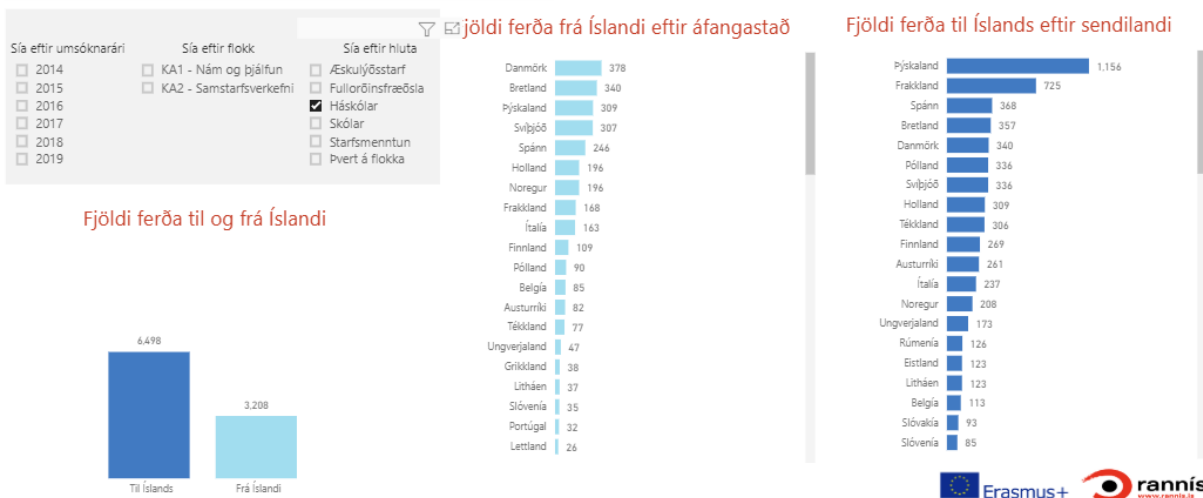 Sía eftir umsóknarári
2014
2015
2016
2017
2018
2019
Sía eftir flokk
KA1 - Nám og þjálfun
KA2 - Samstarfsverkefni
Sía eftir hluta
Æskulýðsstarf
Fullorðinsfræðsla
Háskólar
Skólar
Starfsmenntun
Þvert á flokka
Fjöldi ferða til og frá Íslandi
6,498
3,208
Til Íslands
Frá Íslandi
jöldi ferða frá Íslandi eftir áfangastað
Danmörk 378
Bretland 340
Þýskaland 309
Svíþjóð 307
Spánn 246
Holland 196
Noregur 196
Frakkland 168
Ítalía 163
Finnland 109
Pólland 90
Belgía 85
Austurríki 82
Tékkland 77
Ungverjaland 47
Grikkland 38
Litháen 37
Slóvenía 35
Portúgal 32
Lettland 26
Fjöldi ferða til Íslands eftir sendilandi
Þýskaland 1,156
Frakkland 725
Spánn 368
Bretland 357
Danmörk 340
Pólland 336
Svíþjóð 336
Holland 309
Tékkland 306
Finnland 269
Austurríki 261
Ítalía 237
Noregur 208
Ungverjaland 173
Rúmenía 126
Eistland 123
Litháen 123
Belgía 113
Slóvakía 93
Slóvenía 85
Erasmus+
rannís
www.rannis.is